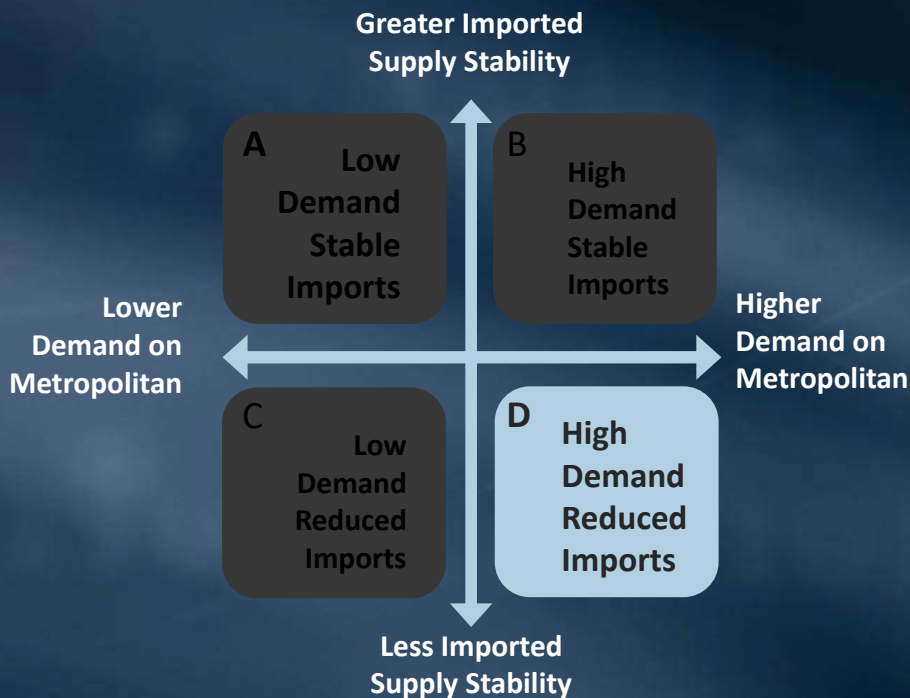 Greater Imported
Supply Stability
A
Low
Demand
Stable
Imports
B
High
Demand
Stable
Imports
Lower
Demand on
Metropolitan
Higher
Demand on
Metropolitan
C
Low
Demand
Reduced
Imports
D
High
Demand
Reduced
Imports
Less Imported
Supply Stability